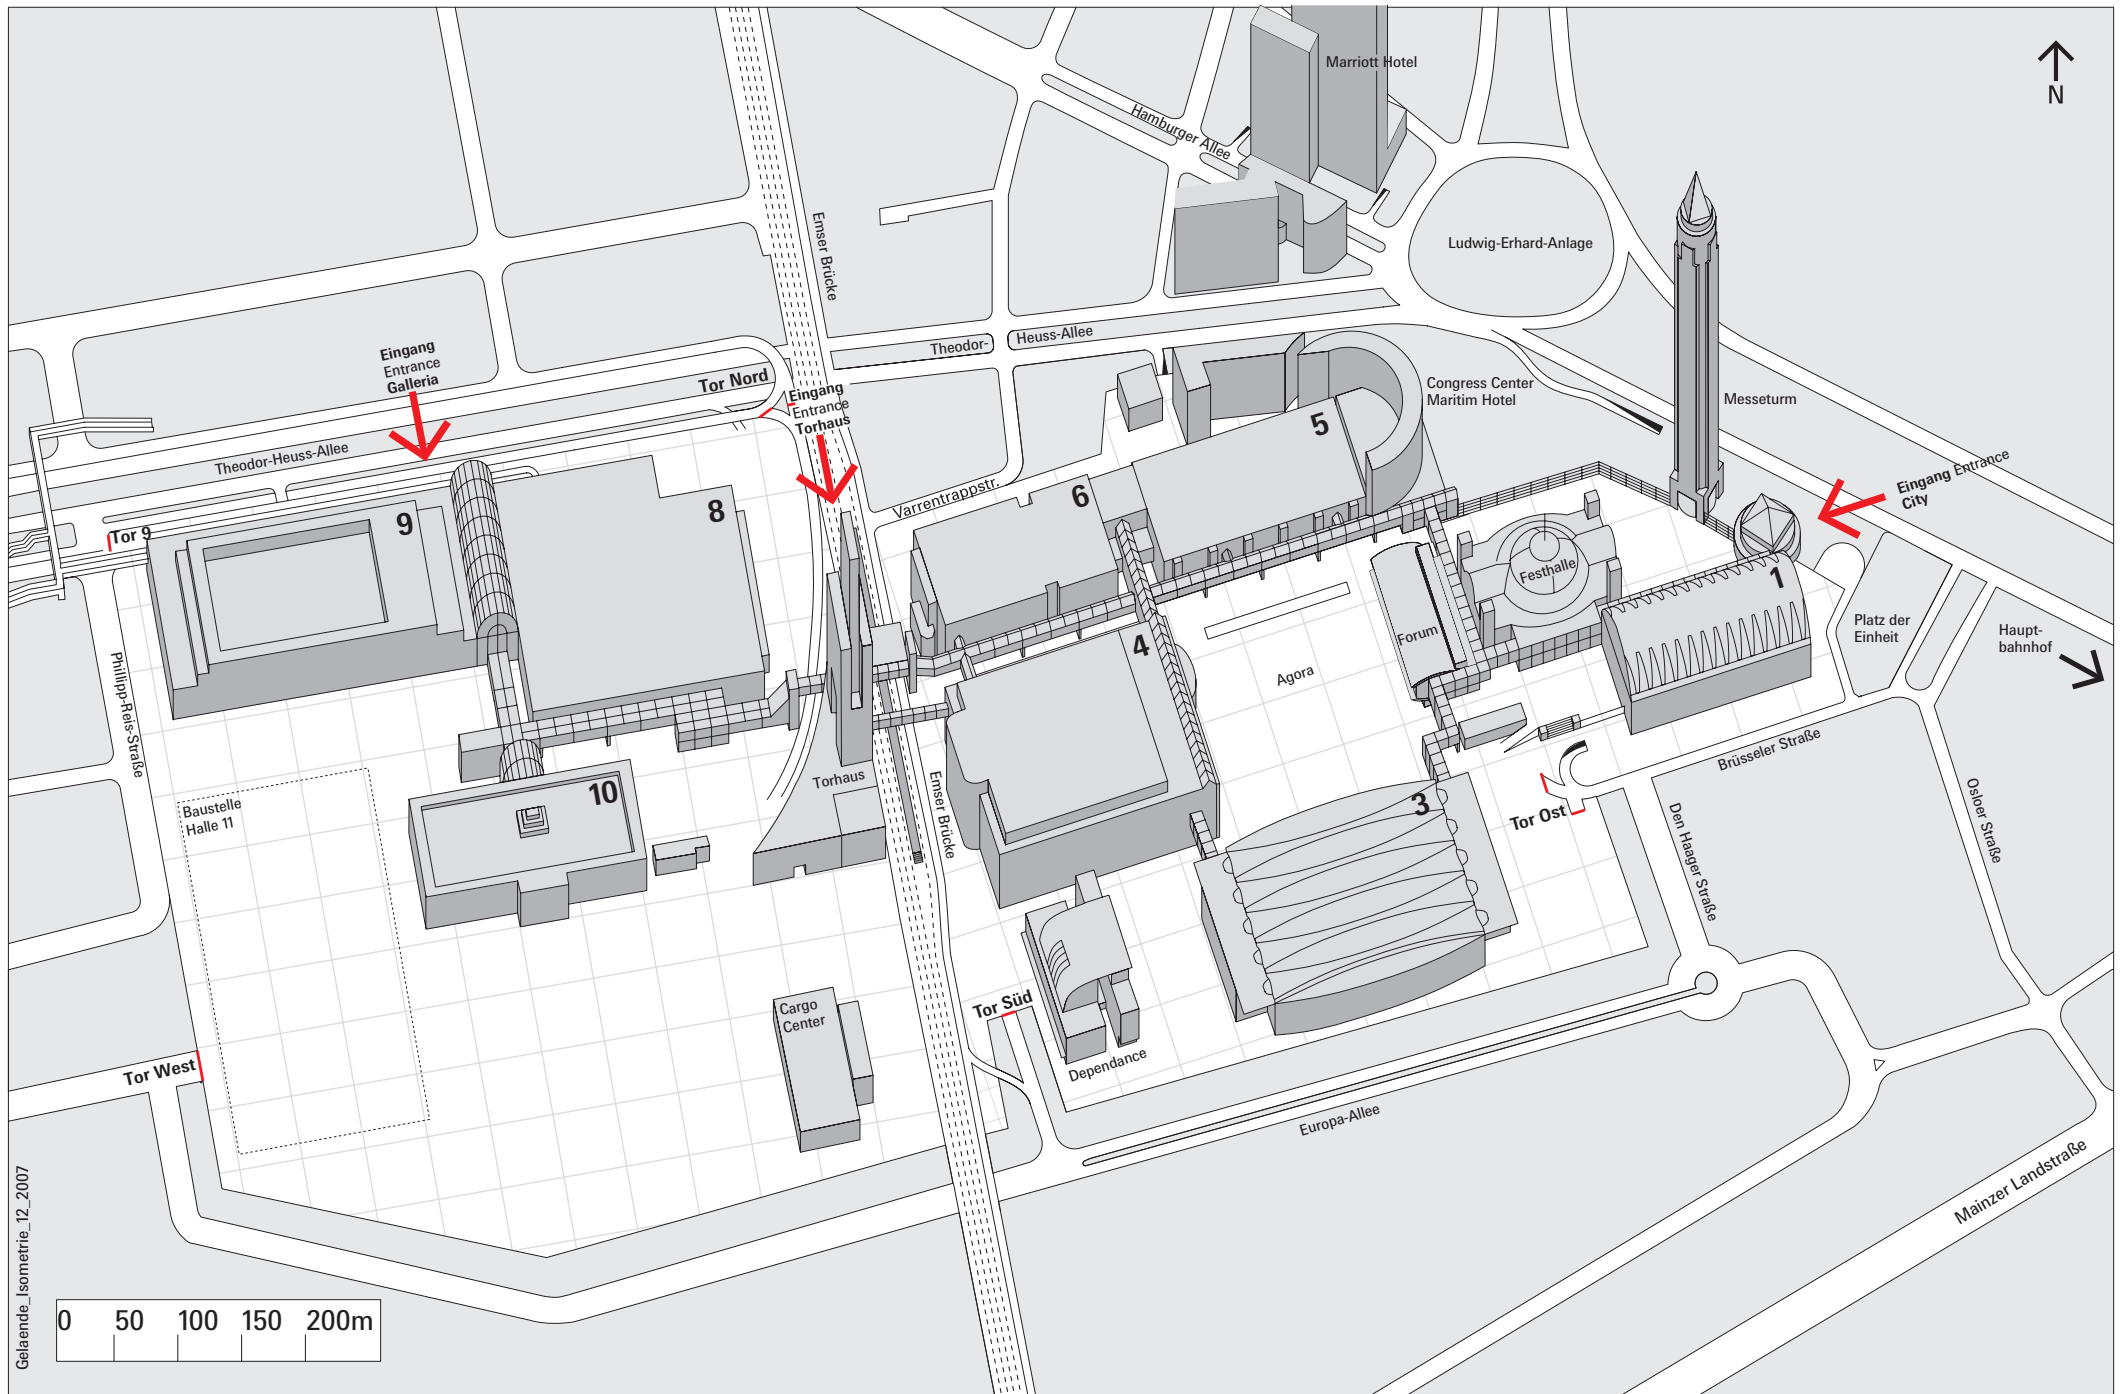 Marriott Hotel
N
Hamburger Allee
Emser Brücke
Ludwig-Erhard-Anlage
Eingang
Entrance
Galleria
Theodor-
Heuss-Allee
Tor Nord
Eingang
Entrance
Torhaus
Congress Center
Maritim Hotel
Messeturm
Theodor-Heuss-Allee
5
Eingang Entrance
City
Varrentrappstr.
6
8
9
Tor 9
Festhalle
1
Platz der
Einheit
Haupt-
bahnhof
Forum
4
Agora
Phillipp-Reis-Straße
Brüsseler Straße
Torhaus
Emser Brücke
10
Baustelle
Halle 11
3
Tor Ost
Den Haager Straße
Osloer Straße
Tor Süd
Cargo
Center
Dependance
Tor West
Europa-Allee
Mainzer Landstraße
Gelaende_Isometrie_12_2007
0 50 100 150 200m